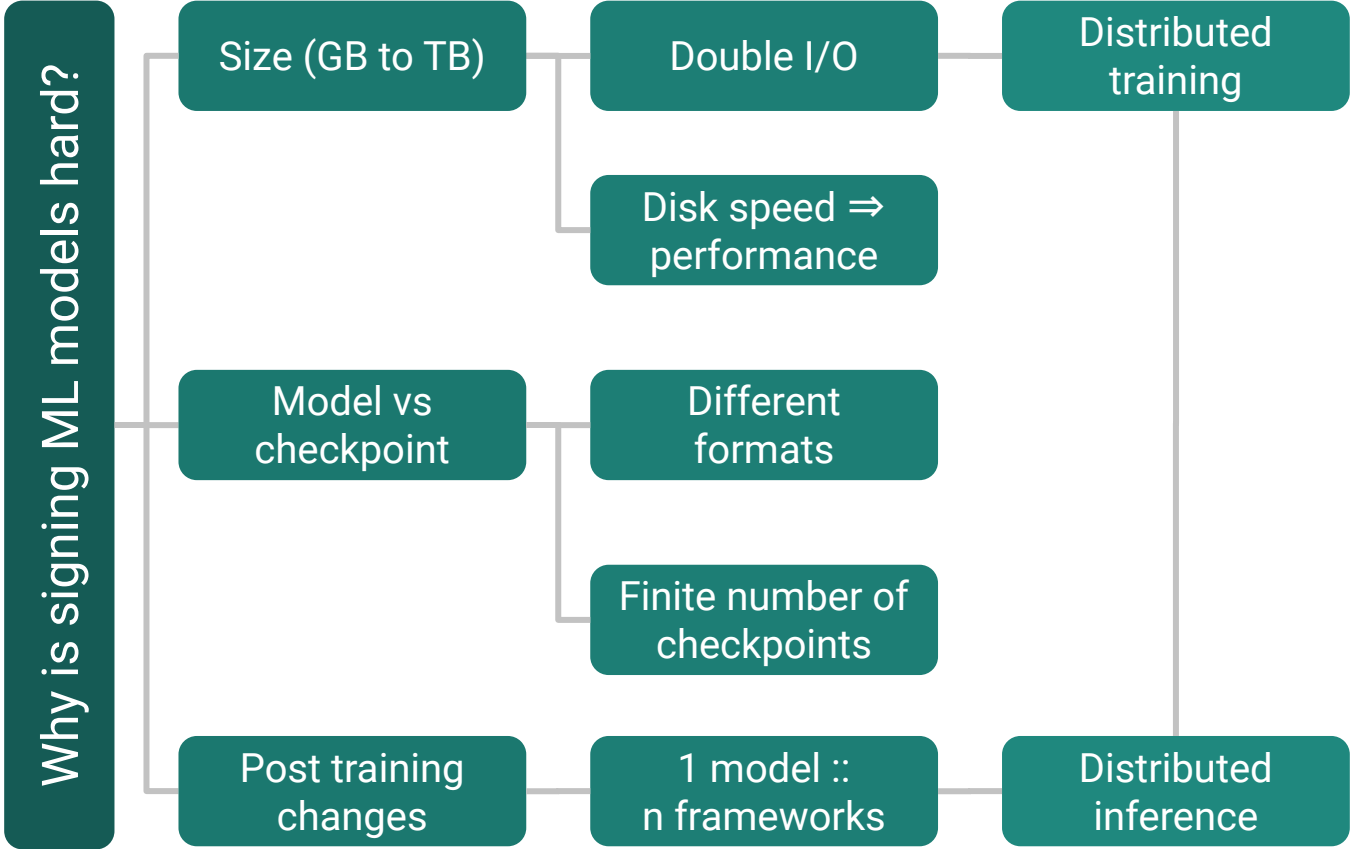 Why is signing ML models hard?
Size (GB to TB)
Double I/O
Distributed
training
Disk speed ⇒
performance
Model vs
checkpoint
Different
formats
Finite number of
checkpoints
Post training
changes
1 model ::
n frameworks
Distributed
inference